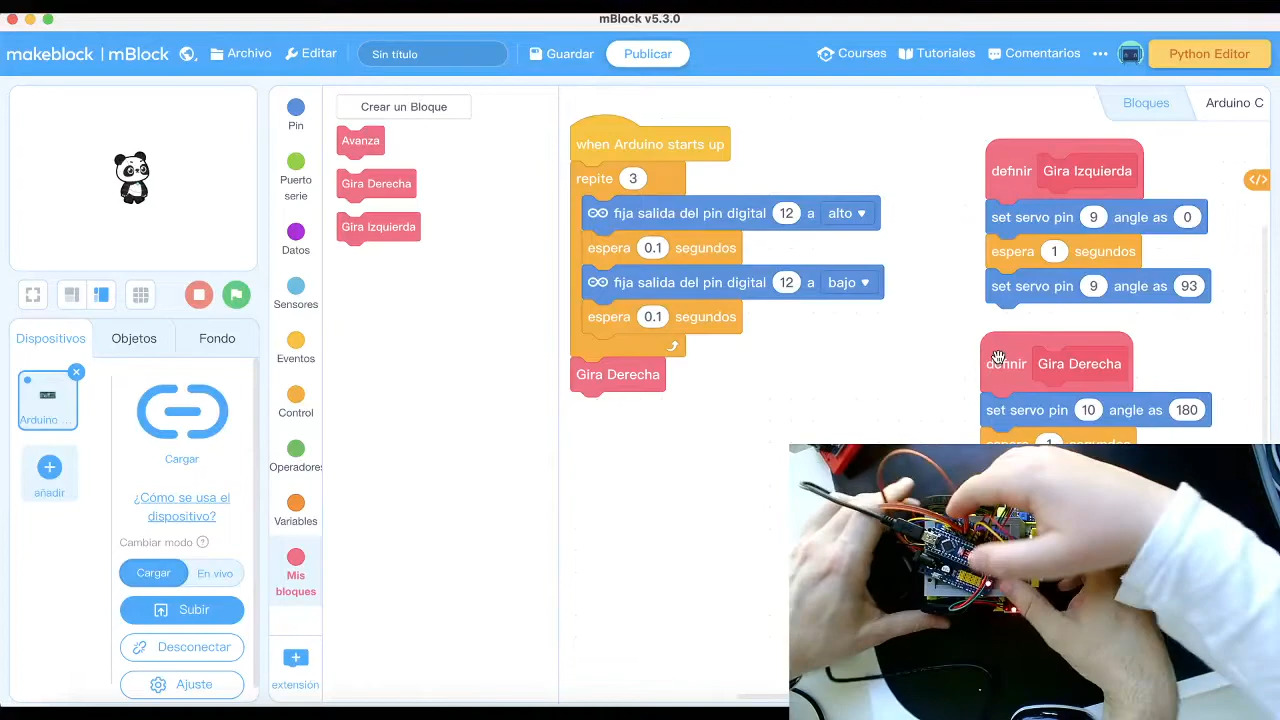 mBlock v5.3.0
makeblock | mBlock
Archivo
Editar
Sin título
Guardar
Publicar
Courses
Tutoriales
Comentarios
Python Editor
Crear un Bloque
Avanza
Gira Derecha
Gira Izquierda
Pin
Puerto
serie
Datos
Sensores
Eventos
Control
Operadores
Variables
Mis
bloques
extensión
Dispositivos
Objetos
Fondo
Arduino ...
añadir
Cargar
¿Cómo se usa el
dispositivo?
Cambiar modo ?
Cargar
En vivo
Subir
Desconectar
Ajuste
Bloques
Arduino C
</>
when Arduino starts up
repite 3
fija salida del pin digital 12 a alto
espera 0.1 segundos
fija salida del pin digital 12 a bajo
espera 0.1 segundos
Gira Derecha
definir Gira Izquierda
set servo pin 9 angle as 0
espera 1 segundos
set servo pin 9 angle as 93
definir Gira Derecha
set servo pin 10 angle as 180
espera 1 segundos